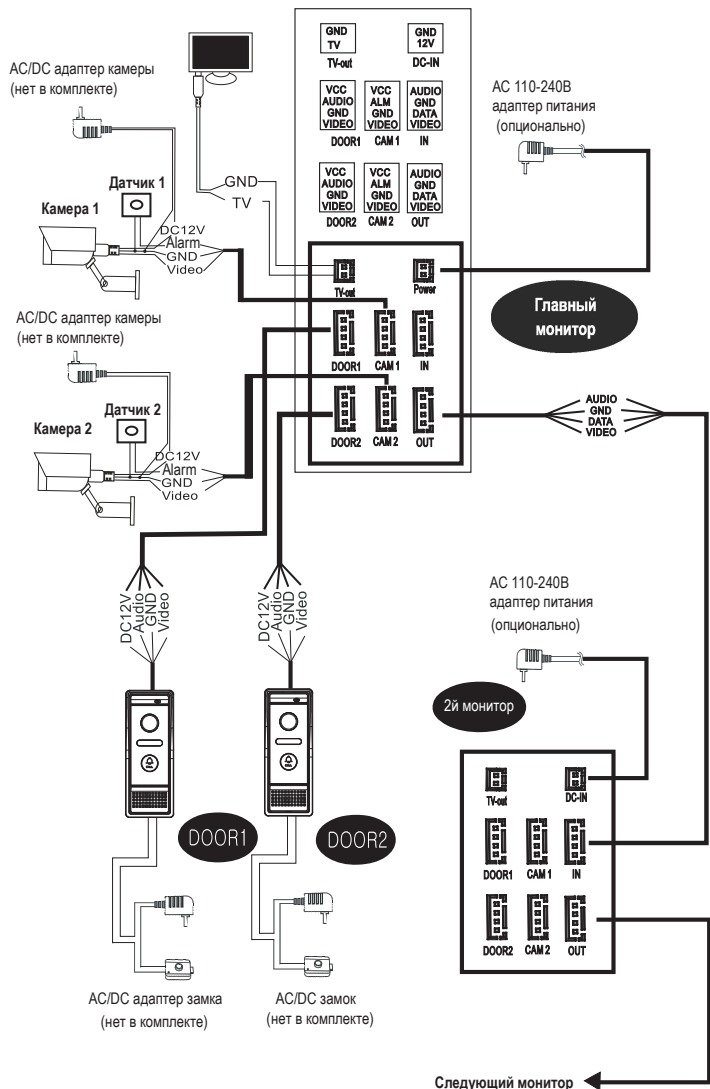 GND
TV
TV-out
GND
12V
DC-IN
VCC
AUDIO
GND
VIDEO
DOOR1
VCC
ALM
GND
VIDEO
CAM 1
AUDIO
GND
DATA
VIDEO
IN
VCC
AUDIO
GND
VIDEO
DOOR2
VCC
ALM
GND
VIDEO
CAM 2
AUDIO
GND
DATA
VIDEO
OUT
AC/DC адаптер камеры
(нет в комплекте)
Датчик 1
Камера 1
DC12V
Alarm
GND
Video
GND
TV
AC 110-240В
адаптер питания
(опционально)
TV-out
Power
DOOR1
CAM 1
IN
DOOR2
CAM 2
OUT
Главный
монитор
AC/DC адаптер камеры
(нет в комплекте)
Датчик 2
Камера 2
DC12V
Alarm
GND
Video
AUDIO
GND
DATA
VIDEO
DC12V
Audio
GND
Video
DC12V
Audio
GND
Video
AC 110-240В
адаптер питания
(опционально)
2й монитор
TV-out
DC-IN
DOOR1
CAM 1
IN
DOOR2
CAM 2
OUT
DOOR1
DOOR2
AC/DC адаптер замка
(нет в комплекте)
AC/DC замок
(нет в комплекте)
Следующий монитор